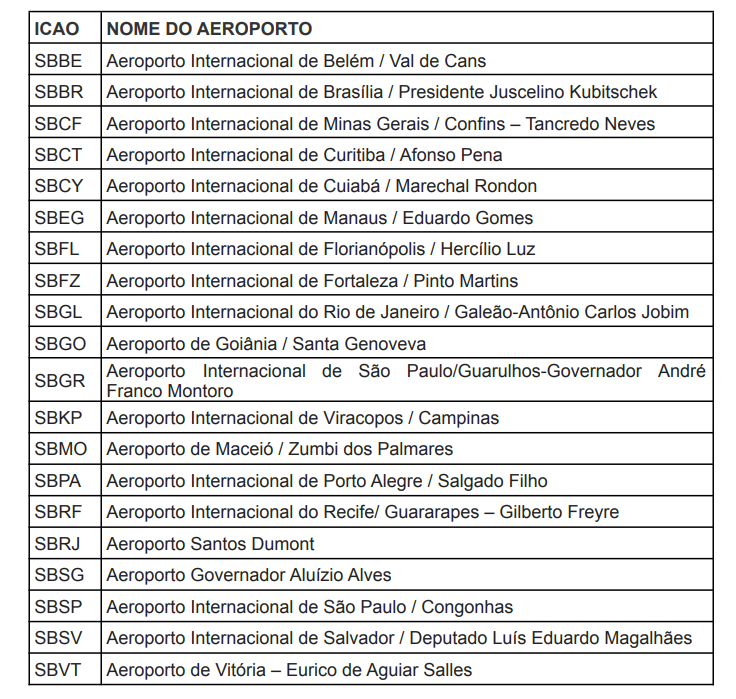 ICAO NOME DO AEROPORTO
SBBE Aeroporto Internacional de Belém / Val de Cans
SBBR Aeroporto Internacional de Brasília / Presidente Juscelino Kubitschek
SBCF Aeroporto Internacional de Minas Gerais / Confins – Tancredo Neves
SBCT Aeroporto Internacional de Curitiba / Afonso Pena
SBCY Aeroporto Internacional de Cuiabá / Marechal Rondon
SBEG Aeroporto Internacional de Manaus / Eduardo Gomes
SBFL Aeroporto Internacional de Florianópolis / Hercílio Luz
SBFZ Aeroporto Internacional de Fortaleza / Pinto Martins
SBGL Aeroporto Internacional do Rio de Janeiro / Galeão-Antônio Carlos Jobim
SBGO Aeroporto de Goiânia / Santa Genoveva
SBGR Aeroporto Internacional de São Paulo/Guarulhos-Governador André
Franco Montoro
SBKP Aeroporto Internacional de Viracopos / Campinas
SBMO Aeroporto de Maceió / Zumbi dos Palmares
SBPA Aeroporto Internacional de Porto Alegre / Salgado Filho
SBRF Aeroporto Internacional do Recife/ Guararapes – Gilberto Freyre
SBRJ Aeroporto Santos Dumont
SBSG Aeroporto Governador Aluízio Alves
SBSP Aeroporto Internacional de São Paulo / Congonhas
SBSV Aeroporto Internacional de Salvador / Deputado Luís Eduardo Magalhães
SBVT Aeroporto de Vitória – Eurico de Aguiar Salles